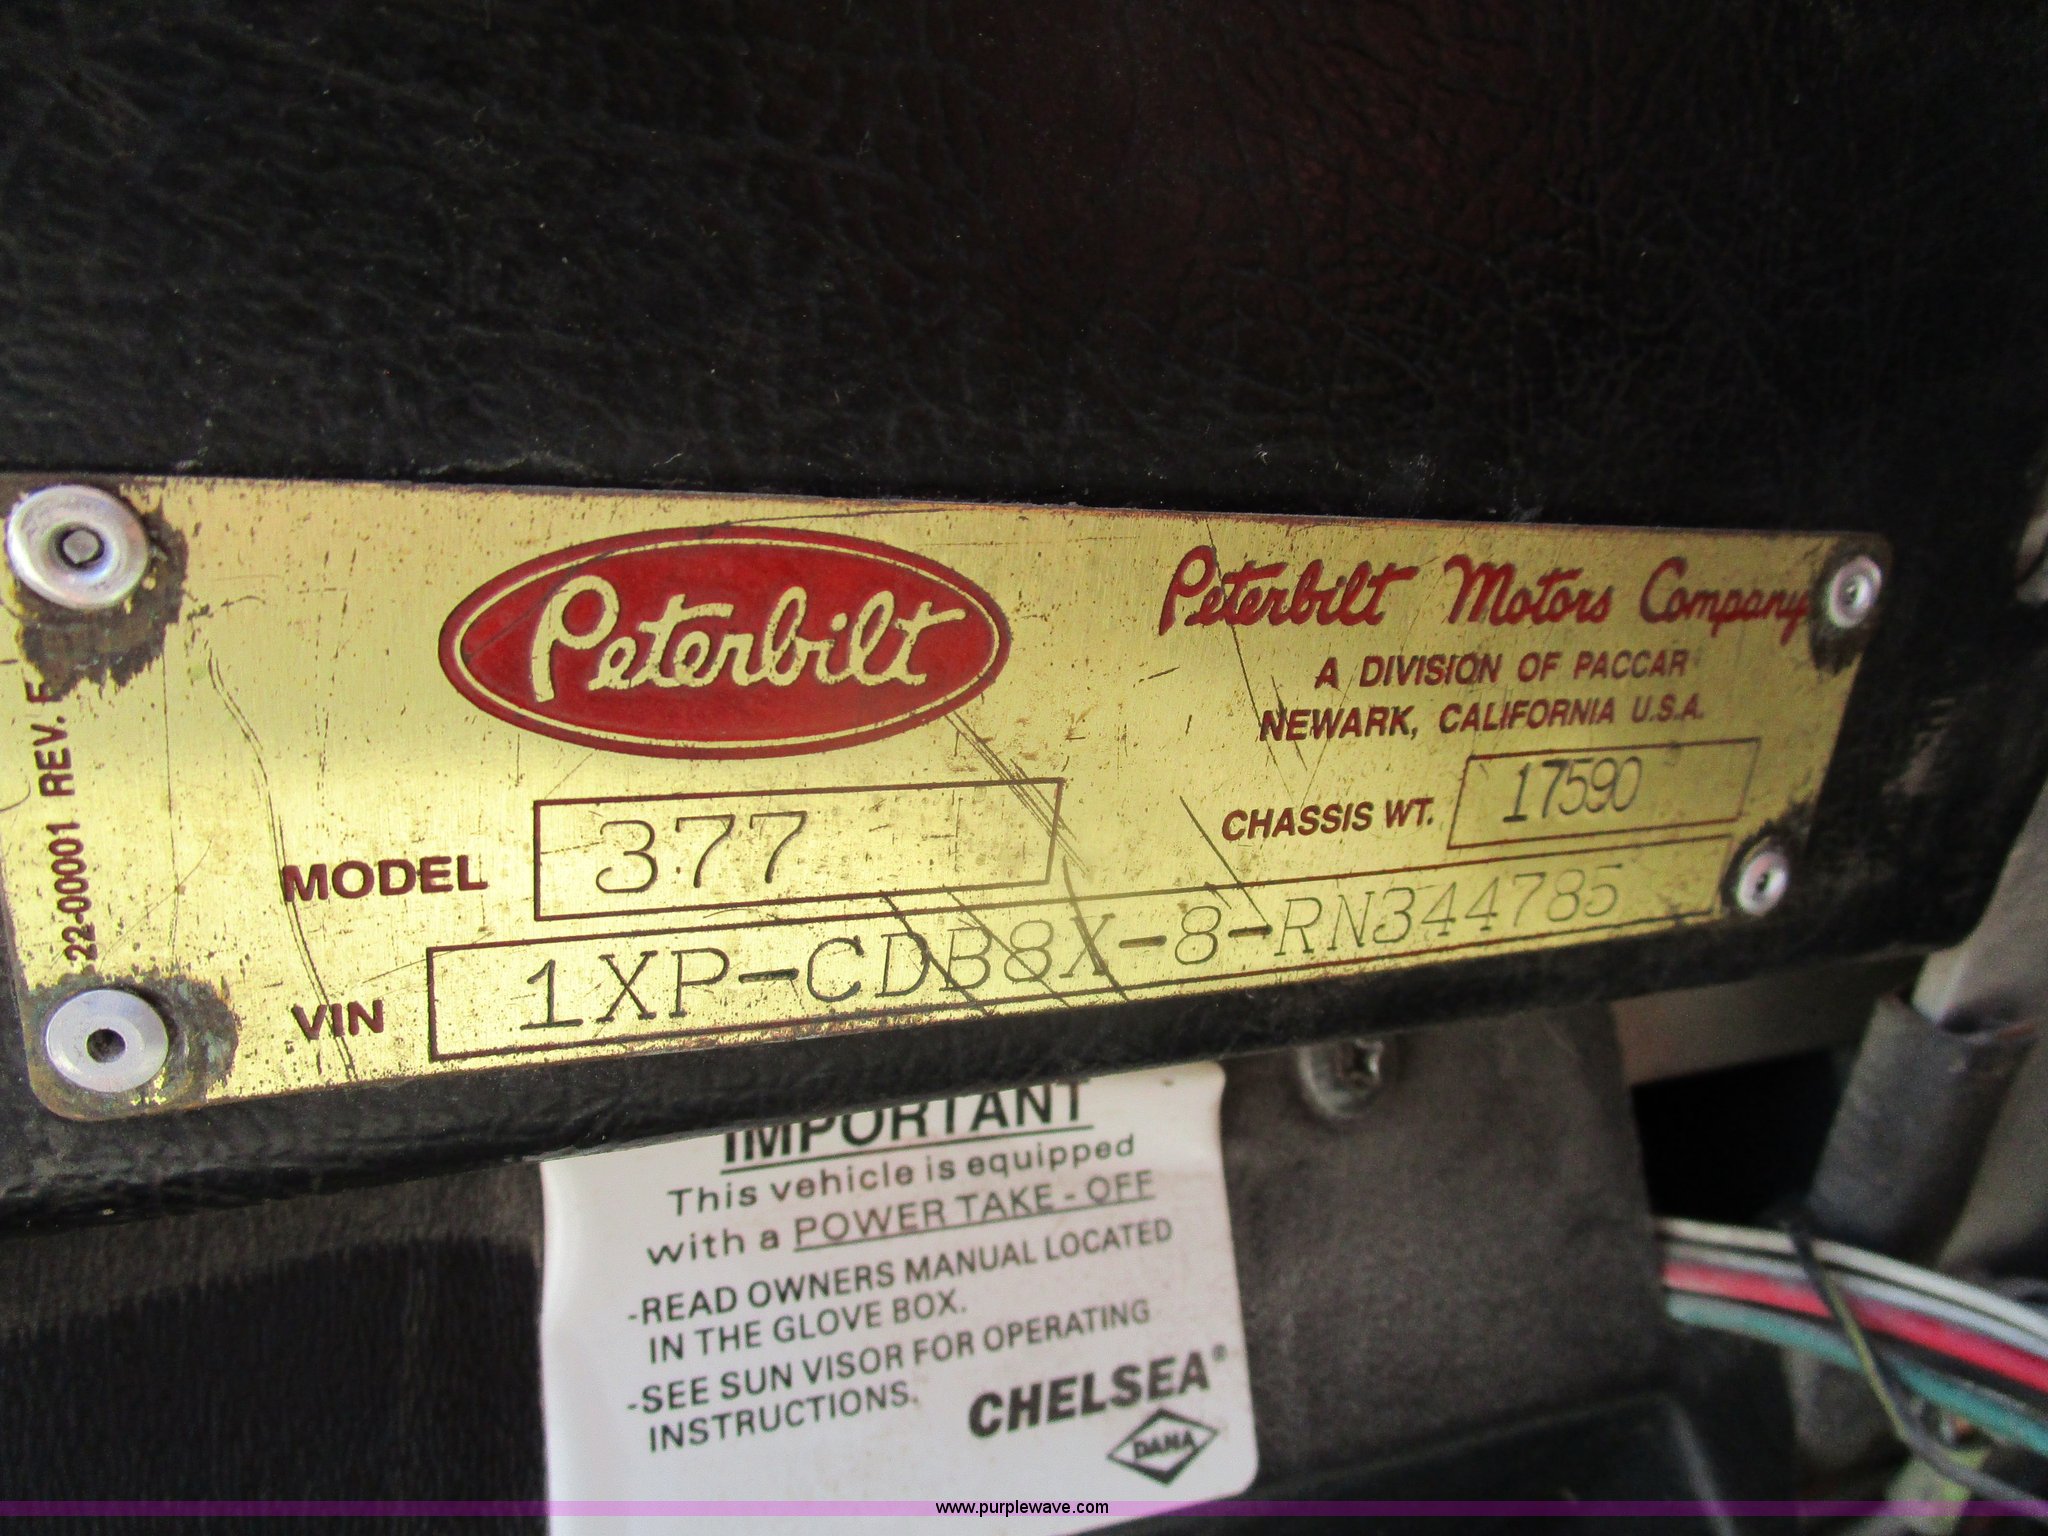 Peterbilt
Peterbilt Motors Company
A DIVISION OF PACCAR
NEWARK, CALIFORNIA U.S.A.
CHASSIS WT. 17590
MODEL 377
VIN 1XP-CDB8X-8-RN344785
22-00001 REV. F
IMPORTANT
This vehicle is equipped
with a POWER TAKE-OFF
-READ OWNERS MANUAL LOCATED
IN THE GLOVE BOX.
-SEE SUN VISOR FOR OPERATING
INSTRUCTIONS.
CHELSEA®
DANA
www.purplewave.com